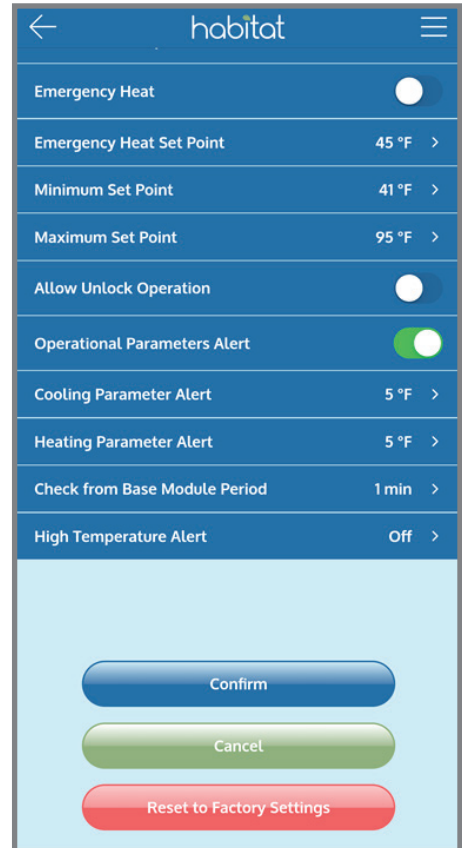 habitat
Emergency Heat
Emergency Heat Set Point 45 °F >
Minimum Set Point 41 °F >
Maximum Set Point 95 °F >
Allow Unlock Operation
Operational Parameters Alert
Cooling Parameter Alert 5 °F >
Heating Parameter Alert 5 °F >
Check from Base Module Period 1 min >
High Temperature Alert Off >
Confirm
Cancel
Reset to Factory Settings